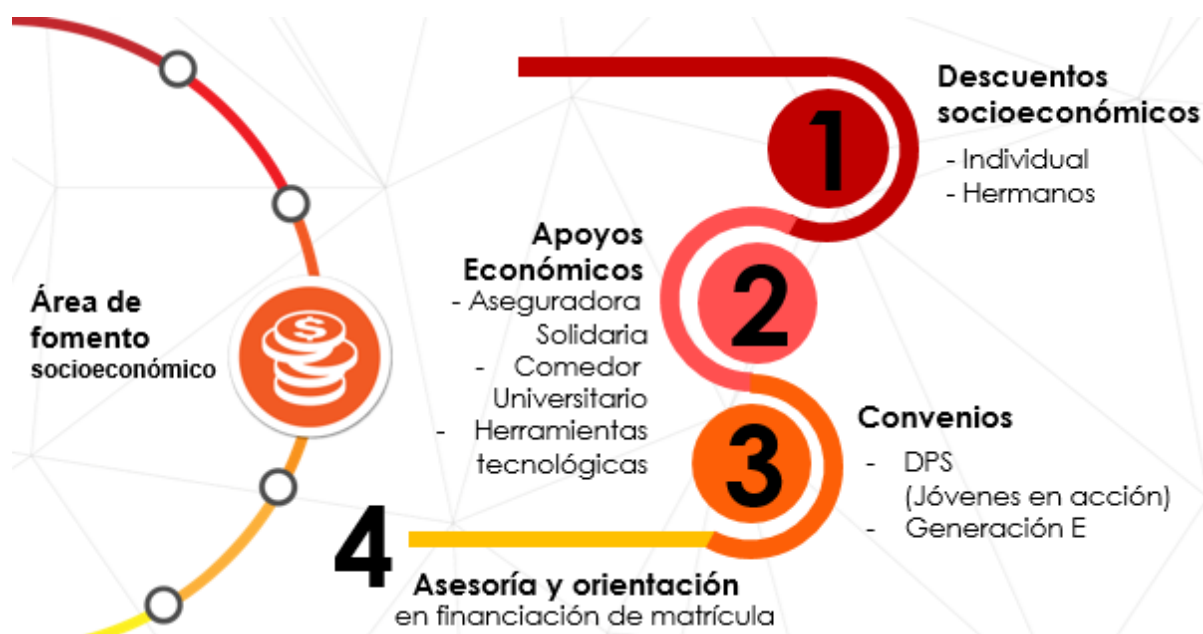 Área de
fomento
socioeconómico
$
1
Descuentos
socioeconómicos
- Individual
- Hermanos
2
Apoyos
Económicos
- Aseguradora
Solidaria
- Comedor
Universitario
- Herramientas
tecnológicas
3
Convenios
- DPS
(Jóvenes en acción)
- Generación E
4
Asesoría y orientación
en financiación de matrícula